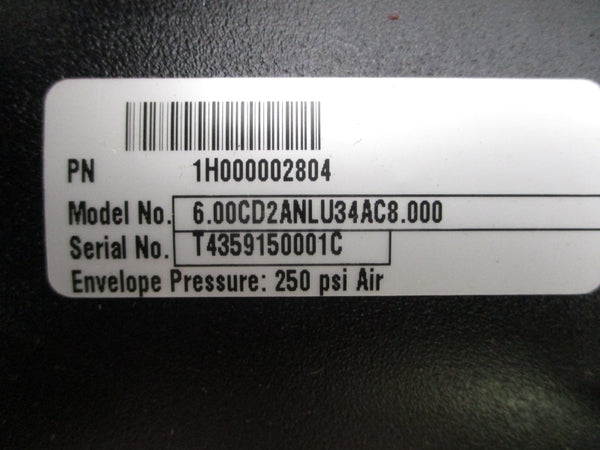 PN 1H000002804
Model No. 6.00CD2ANLU34AC8.000
Serial No. T4359150001C
Envelope Pressure: 250 psi Air